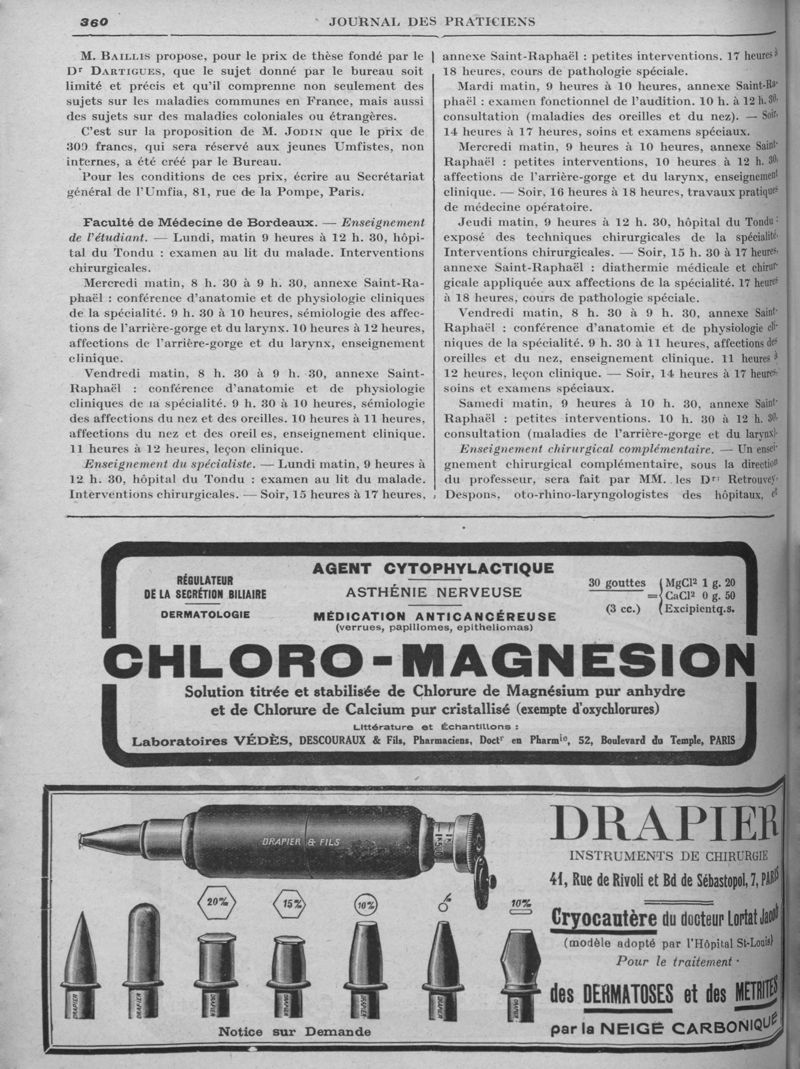 360
JOURNAL DES PRATICIENS
M. BAILLIS propose, pour le prix de thèse fondé par le
Dr DARTIGUES, que le sujet donné par le bureau soit
limité et précis et qu'il comprenne non seulement des
sujets sur les maladies communes en France, mais aussi
des sujets sur des maladies coloniales ou étrangères.
C'est sur la proposition de M. JODIN que le prix de
300 francs, qui sera réservé aux jeunes Umfistes, non
internes, a été créé par le Bureau.
Pour les conditions de ces prix, écrire au Secrétariat
général de l'Umfia, 81, rue de la Pompe, Paris.
Faculté de Médecine de Bordeaux. — Enseignement
de l'étudiant. — Lundi, matin 9 heures à 12 h. 30, hôpi-
tal du Tondu : examen au lit du malade. Interventions
chirurgicales.
Mercredi matin, 8 h. 30 à 9 h. 30, annexe Saint-Ra-
phaël : conférence d'anatomie et de physiologie cliniques
de la spécialité. 9 h. 30 à 10 heures, sémiologie des affec-
tions de l'arrière-gorge et du larynx. 10 heures à 12 heures,
affections de l'arrière-gorge et du larynx, enseignement
clinique.
Vendredi matin, 8 h. 30 à 9 h. 30, annexe Saint-
Raphaël : conférence d'anatomie et de physiologie
cliniques de la spécialité. 9 h. 30 à 10 heures, sémiologie
des affections du nez et des oreilles. 10 heures à 11 heures,
affections du nez et des oreil es, enseignement clinique.
11 heures à 12 heures, leçon clinique.
Enseignement du spécialiste. — Lundi matin, 9 heures à
12 h. 30, hôpital du Tondu : examen au lit du malade.
Interventions chirurgicales. — Soir, 15 heures à 17 heures,
annexe Saint-Raphaël : petites interventions. 17 heures à
18 heures, cours de pathologie spéciale.
Mardi matin, 9 heures à 10 heures, annexe Saint-Ra-
phaël : examen fonctionnel de l'audition. 10 h. à 12 h. 30,
consultation (maladies des oreilles et du nez). — Soir,
14 heures à 17 heures, soins et examens spéciaux.
Mercredi matin, 9 heures à 10 heures, annexe Saint-
Raphaël : petites interventions, 10 heures à 12 h. 30,
affections de l'arrière-gorge et du larynx, enseignement
clinique. — Soir, 16 heures à 18 heures, travaux pratiques
de médecine opératoire.
Jeudi matin, 9 heures à 12 h. 30, hôpital du Tondu :
exposé des techniques chirurgicales de la spécialité.
Interventions chirurgicales. — Soir, 15 h. 30 à 17 heures,
annexe Saint-Raphaël : diathermie médicale et chirur-
gicale appliquée aux affections de la spécialité. 17 heures
à 18 heures, cours de pathologie spéciale.
Vendredi matin, 8 h. 30 à 9 h. 30, annexe Saint-
Raphaël : conférence d'anatomie et de physiologie cli-
niques de la spécialité. 9 h. 30 à 11 heures, affections des
oreilles et du nez, enseignement clinique. 11 heures à
12 heures, leçon clinique. — Soir, 14 heures à 17 heures,
soins et examens spéciaux.
Samedi matin, 9 heures à 10 h. 30, annexe Saint-
Raphaël : petites interventions. 10 h. 30 à 12 h. 30,
consultation (maladies de l'arrière-gorge et du larynx).
Enseignement chirurgical complémentaire. — Un ensei-
gnement chirurgical complémentaire, sous la direction
du professeur, sera fait par MM. les Drs Retrouvey,
Despons, oto-rhino-laryngologistes des hôpitaux, et
RÉGULATEUR
DE LA SECRÉTION BILIAIRE
DERMATOLOGIE
AGENT CYTOPHYLACTIQUE
ASTHÉNIE NERVEUSE
MÉDICATION ANTICANCÉREUSE
(verrues, papillomes, epitheliomas)
30 gouttes
(3 cc.)
=
MgCl² 1 g. 20
CaCl² 0 g. 50
Excipientq.s.
CHLORO-MAGNESION
Solution titrée et stabilisée de Chlorure de Magnésium pur anhydre
et de Chlorure de Calcium pur cristallisé (exempte d'oxychlorures)
Littérature et Échantillons :
Laboratoires VÉDÈS, DESCOURAUX & Fils, Pharmaciens, Doctr en Pharmie, 52, Boulevard du Temple, PARIS
DRAPIER & FILS
20%
15%
10%
10%
DRAPIER
DRAPIER
DRAPIER
DRAPIER
DRAPIER
DRAPIER
DRAPIER
Notice sur Demande
DRAPIER
INSTRUMENTS DE CHIRURGIE
41, Rue de Rivoli et Bd de Sébastopol, 7, PARIS
Cryocautère du docteur Lortat Jacob
(modèle adopté par l'Hôpital St-Louis)
Pour le traitement
des DERMATOSES et des METRITES
par la NEIGE CARBONIQUE